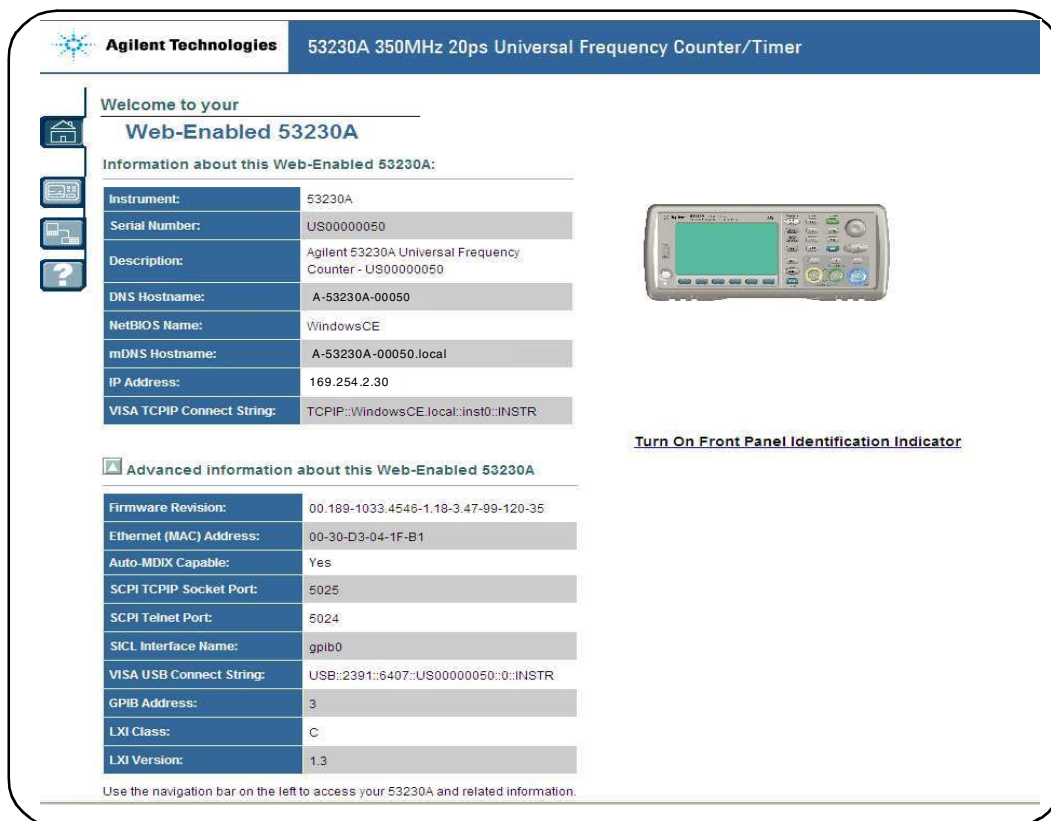 Agilent Technologies
53230A 350MHz 20ps Universal Frequency Counter/Timer
Welcome to your
Web-Enabled 53230A
Information about this Web-Enabled 53230A:
Instrument: 53230A
Serial Number: US00000050
Description: Agilent 53230A Universal Frequency
Counter - US00000050
DNS Hostname: A-53230A-00050
NetBIOS Name: WindowsCE
mDNS Hostname: A-53230A-00050.local
IP Address: 169.254.2.30
VISA TCPIP Connect String: TCPIP::WindowsCE.local::inst0::INSTR
Turn On Front Panel Identification Indicator
Advanced information about this Web-Enabled 53230A
Firmware Revision: 00.189-1033.4546-1.18-3.47-99-120-35
Ethernet (MAC) Address: 00-30-D3-04-1F-B1
Auto-MDIX Capable: Yes
SCPI TCPIP Socket Port: 5025
SCPI Telnet Port: 5024
SICL Interface Name: gpib0
VISA USB Connect String: USB::2391::6407::US00000050::0::INSTR
GPIB Address: 3
LXI Class: C
LXI Version: 1.3
Use the navigation bar on the left to access your 53230A and related information.